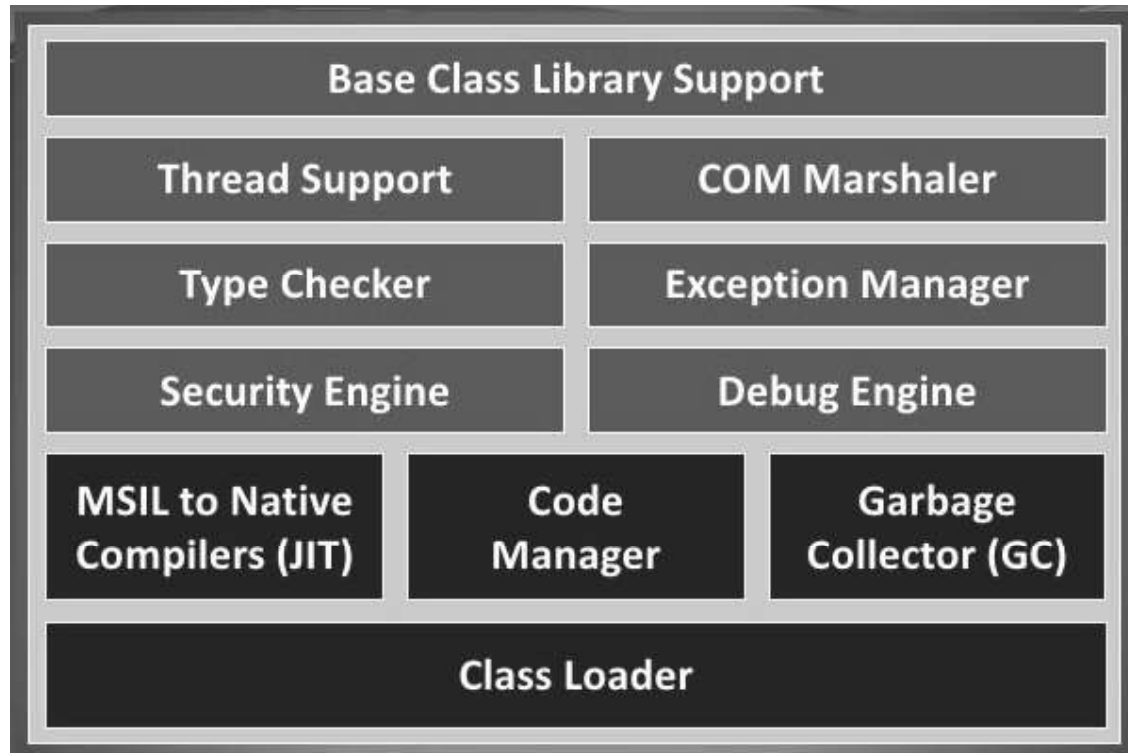 Base Class Library Support
Thread Support
COM Marshaler
Type Checker
Exception Manager
Security Engine
Debug Engine
MSIL to Native
Compilers (JIT)
Code
Manager
Garbage
Collector (GC)
Class Loader